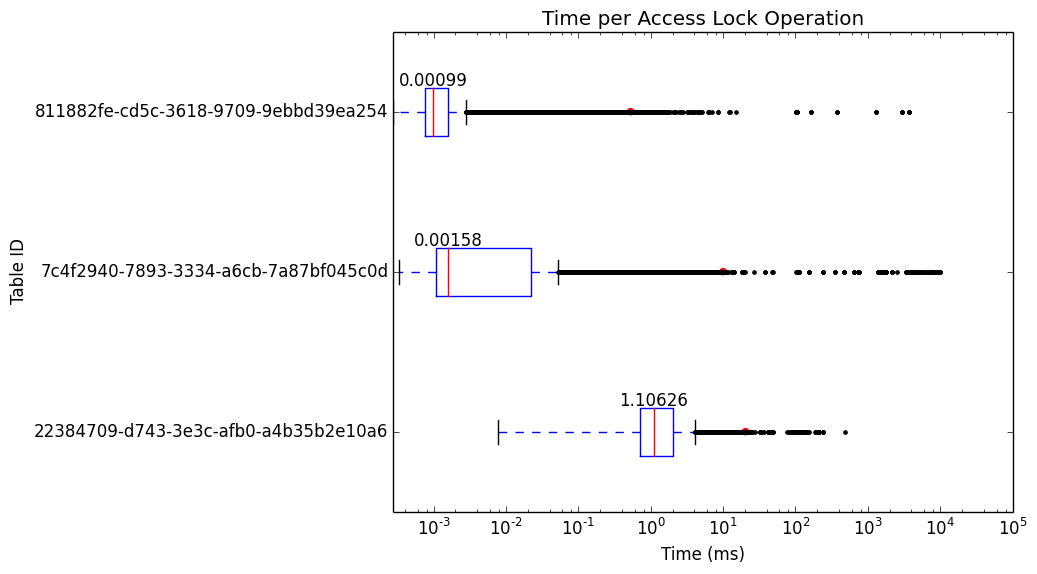 Time per Access Lock Operation
0.00099
811882fe-cd5c-3618-9709-9ebbd39ea254
0.00158
7c4f2940-7893-3334-a6cb-7a87bf045c0d
1.10626
22384709-d743-3e3c-afb0-a4b35b2e10a6
Table ID
10⁻³ 10⁻² 10⁻¹ 10⁰ 10¹ 10² 10³ 10⁴ 10⁵
Time (ms)